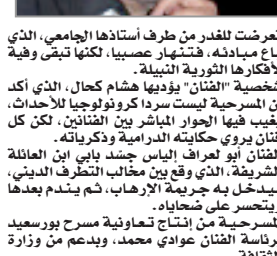 تعرضت للغدر من طرف أستاذها الجامعي، الذي
باع مبادئه، فتنهار عصبيا، لكنها تبقى وفية
لأفكارها الثورية النبيلة.
شخصية "الفنان" يؤديها هشام كحال، الذي أكد
أن المسرحية ليست سردا كرونولوجيا للأحداث،
يغيب فيها الحوار المباشر بين الفنانين، لكن كل
فنان يروي حكايته الدرامية وذكرياته.
الفنان أبو لعراف إلياس جسد بابي ابن العائلة
الشريفة، الذي وقع بين مخالب التطرف الديني،
ليدخل به جريمة الإرهاب، ثم يندم بعدها
ويتحسر على ضحاياه.
المسرحية من إنتاج تعاونية مسرح بورسعيد
برئاسة الفنان عوادي محمد، وبدعم من وزارة
الثقافة.